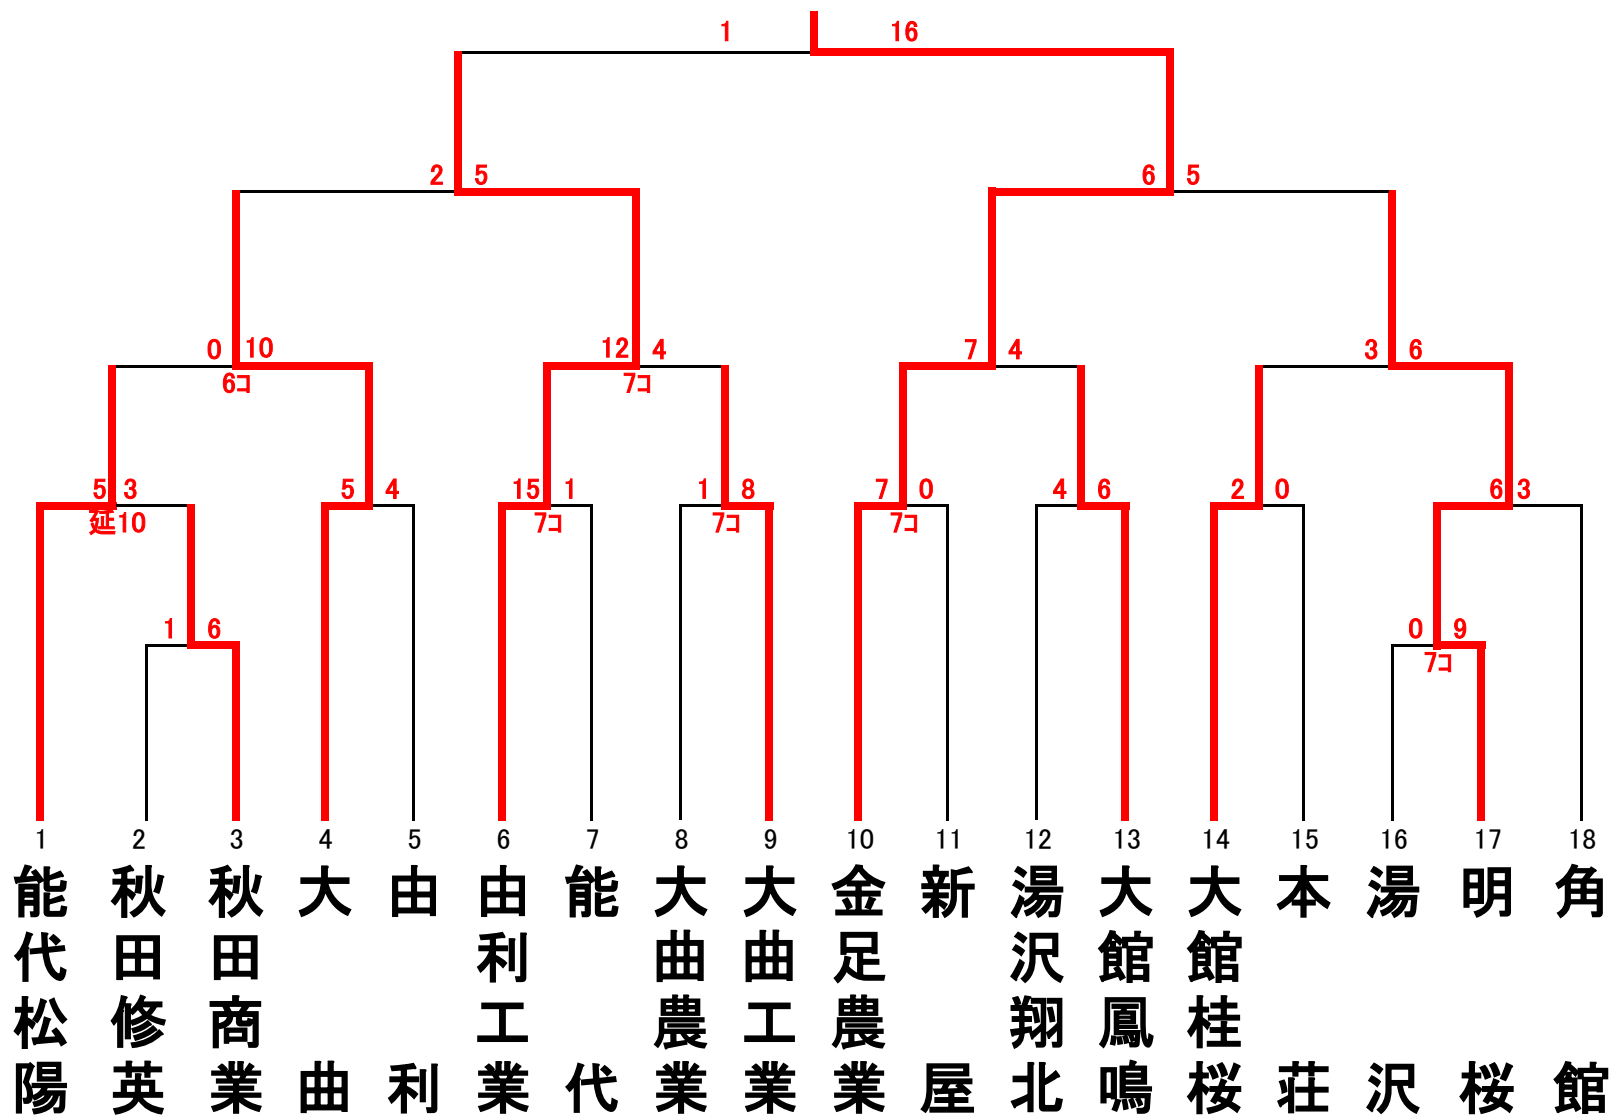 1 16
2 5 6 5
0 10 12 4 7 4 3 6
6コ 7コ
5 3 5 4 15 1 1 8 7 0 4 6 2 0 6 3
延10 7コ 7コ 7コ
1 6 0 9
7コ
1 2 3 4 5 6 7 8 9 10 11 12 13 14 15 16 17 18
能代松陽
秋田修英
秋田商業
大曲
由利
由利工業
能代
大曲農業
大曲工業
金足農業
新屋
湯沢翔北
大館鳳鳴
大館桂桜
本荘
湯沢
明桜
角館